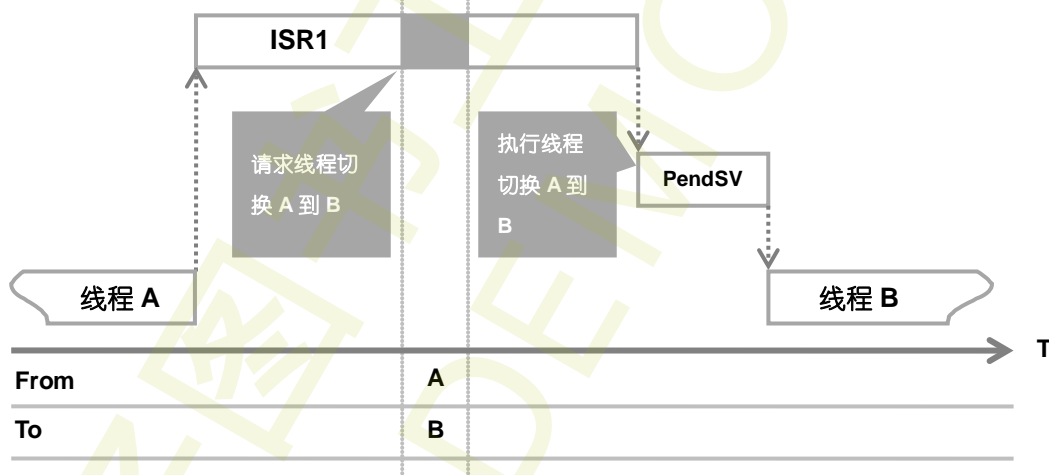 ISR1
请求线程切
换 A 到 B
执行线程
切换 A 到
B
PendSV
线程 A
线程 B
T
From A
To B
DEMO